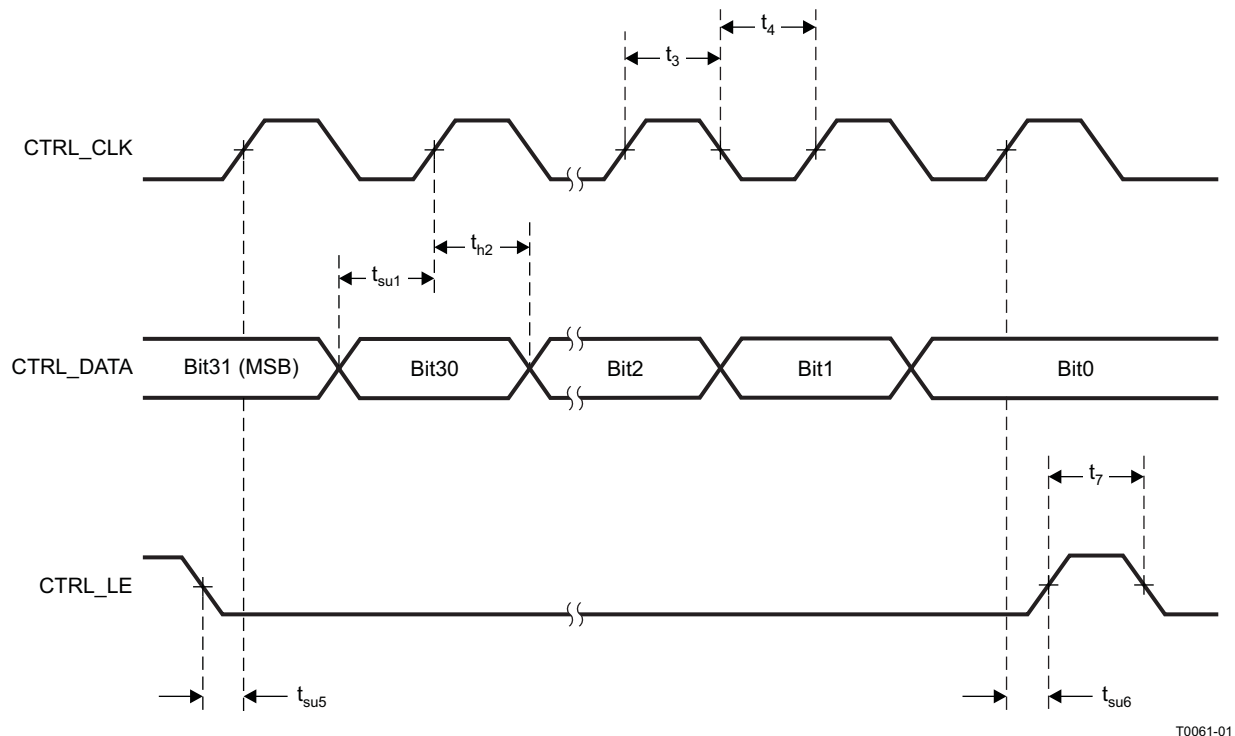 t3
t4
CTRL_CLK
th2
tsu1
CTRL_DATA
Bit31 (MSB)
Bit30
Bit2
Bit1
Bit0
t7
CTRL_LE
tsu5
tsu6
T0061-01